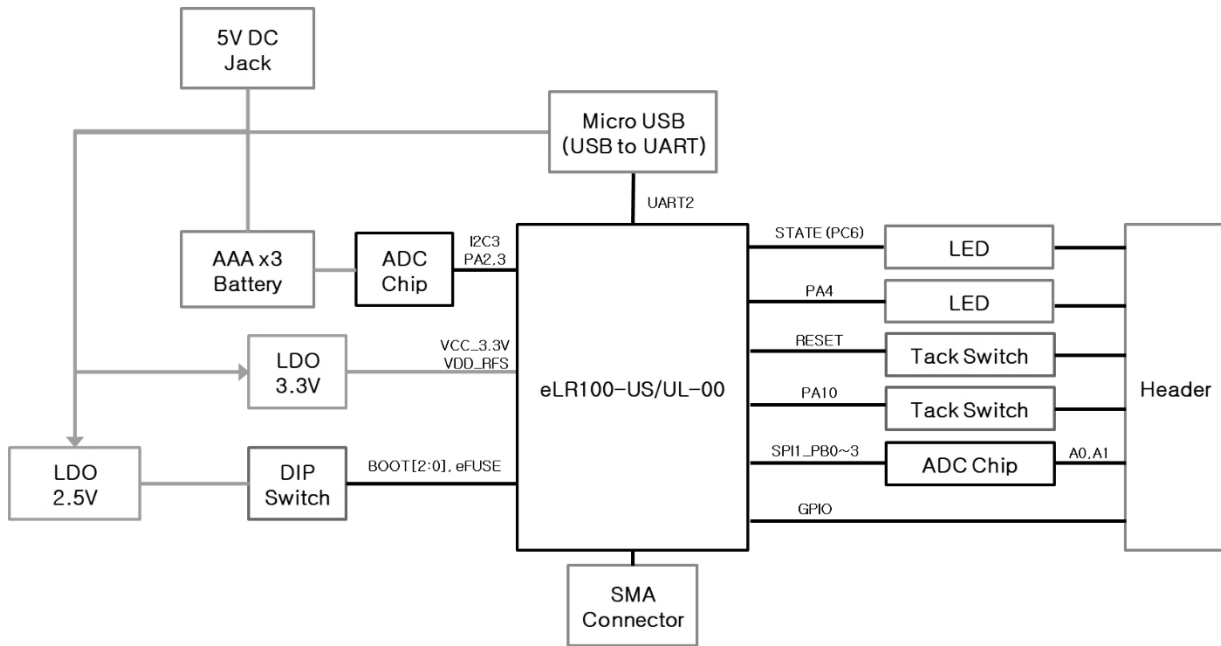 5V DC
Jack
Micro USB
(USB to UART)
UART2
AAA x3
Battery
ADC
Chip
I2C3
PA2,3
LDO
3.3V
VCC_3.3V
VDD_RFS
LDO
2.5V
DIP
Switch
BOOT[2:0], eFUSE
eLR100-US/UL-00
SMA
Connector
STATE (PC6)
LED
PA4
LED
RESET
Tack Switch
PA10
Tack Switch
SPI1_PB0~3
ADC Chip
A0,A1
GPIO
Header